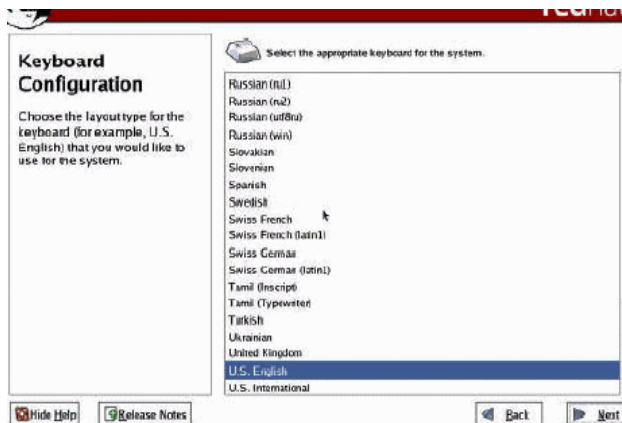 redhat
Keyboard
Configuration
Choose the layout type for the
keyboard (for example, U.S.
English) that you would like to
use for the system.
Select the appropriate keyboard for the system.
Russian (ru1)
Russian (ru2)
Russian (utf8ru)
Russian (win)
Slovakian
Slovenian
Spanish
Swedish
Swiss French
Swiss French (latin1)
Swiss German
Swiss German (latin1)
Tamil (Inscript)
Tamil (Typewriter)
Turkish
Ukrainian
United Kingdom
U.S. English
U.S. International
Hide Help
Release Notes
Back
Next